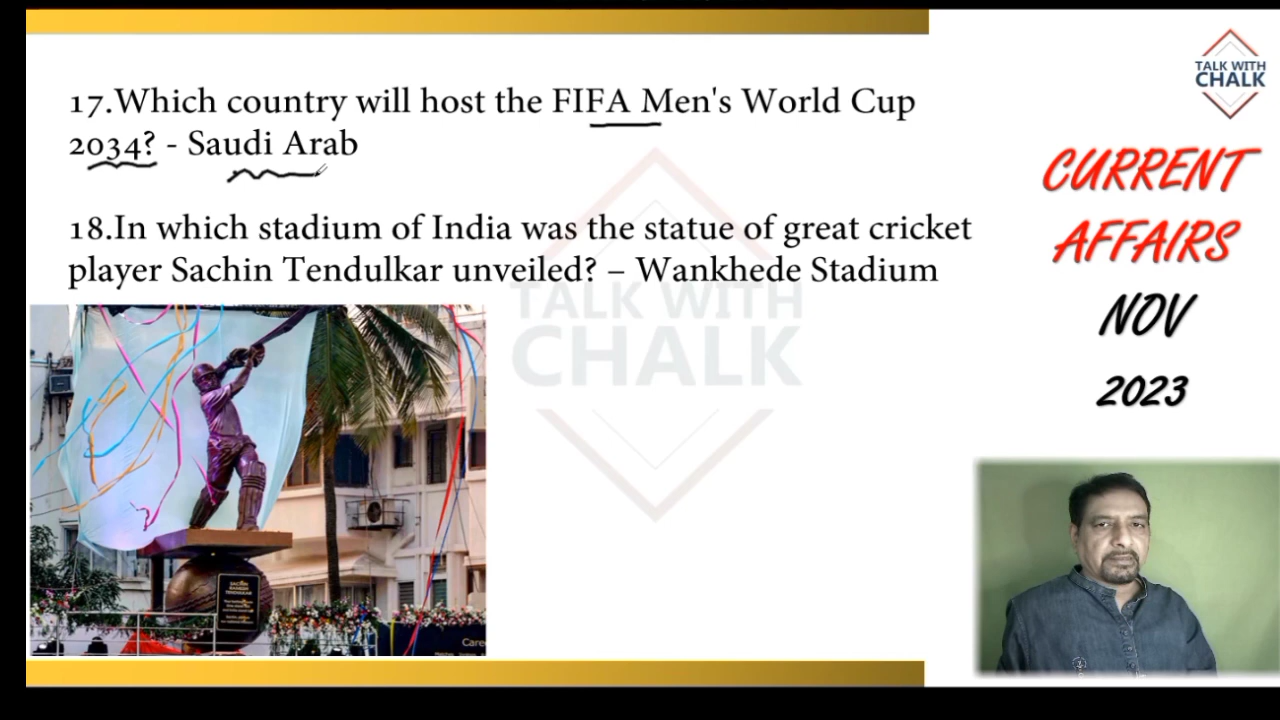 TALK WITH
CHALK
17.Which country will host the FIFA Men's World Cup
2034? - Saudi Arab
18.In which stadium of India was the statue of great cricket
player Sachin Tendulkar unveiled? – Wankhede Stadium
TALK WITH
CHALK
CURRENT
AFFAIRS
NOV
2023
SACHIN
RAMESH
TENDULKAR